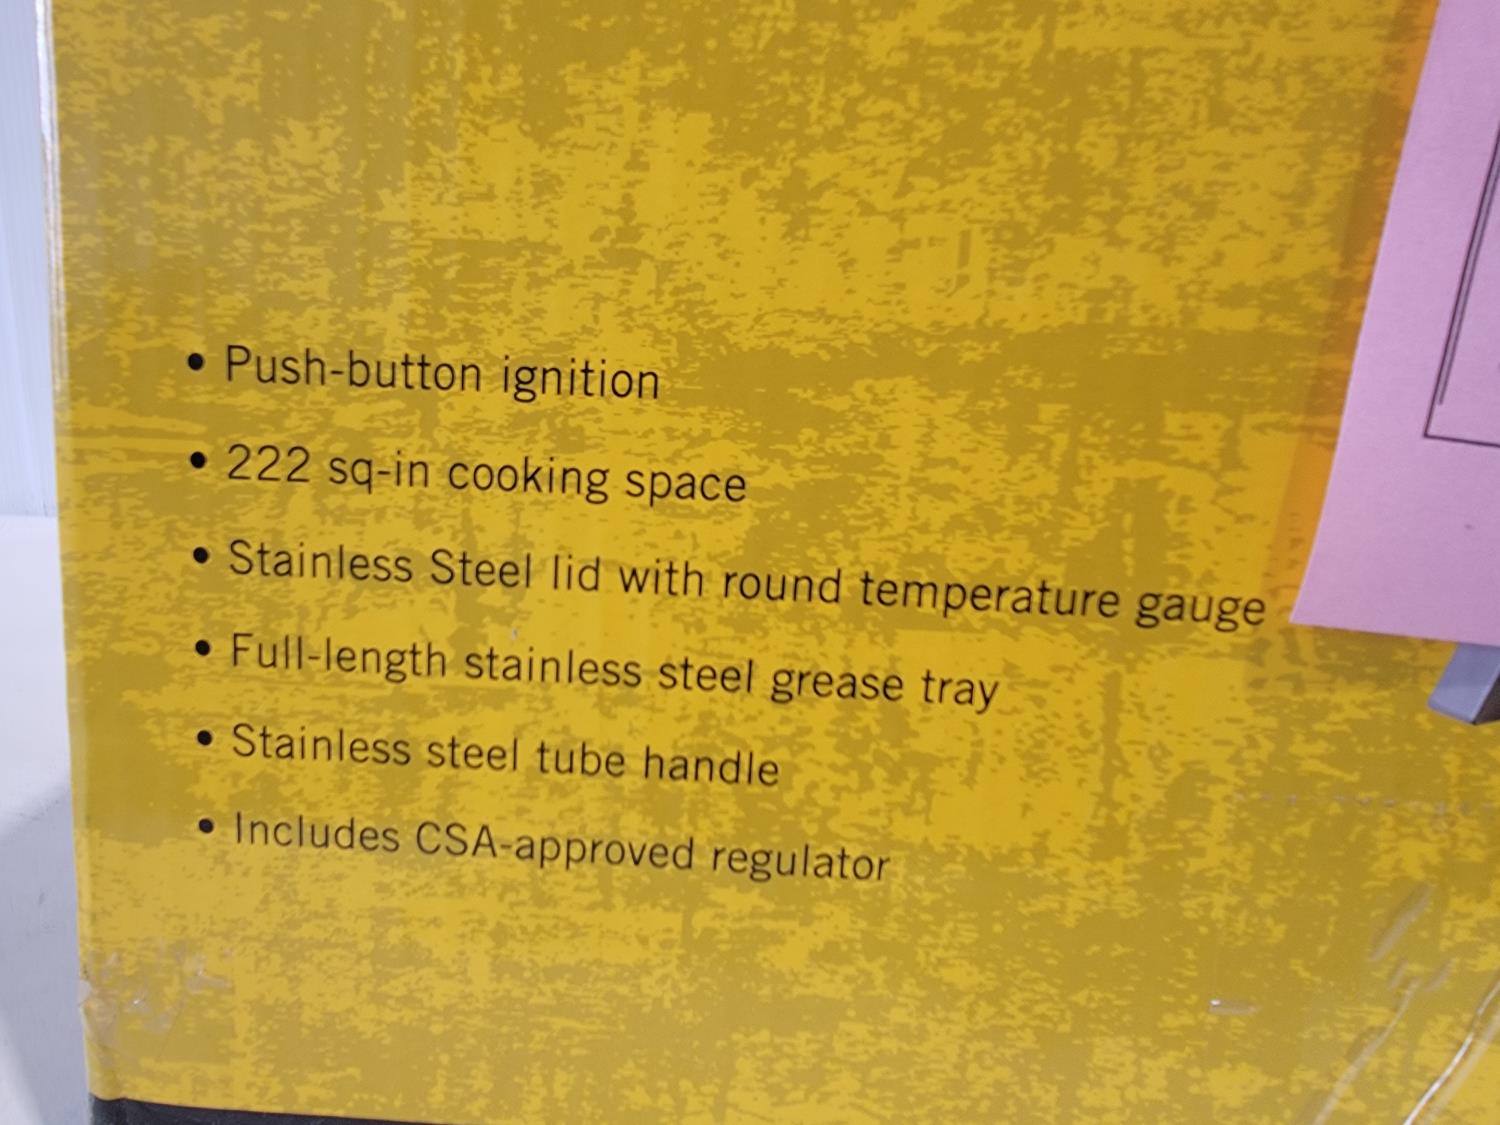 • Push-button ignition
• 222 sq-in cooking space
• Stainless Steel lid with round temperature gauge
• Full-length stainless steel grease tray
• Stainless steel tube handle
• Includes CSA-approved regulator